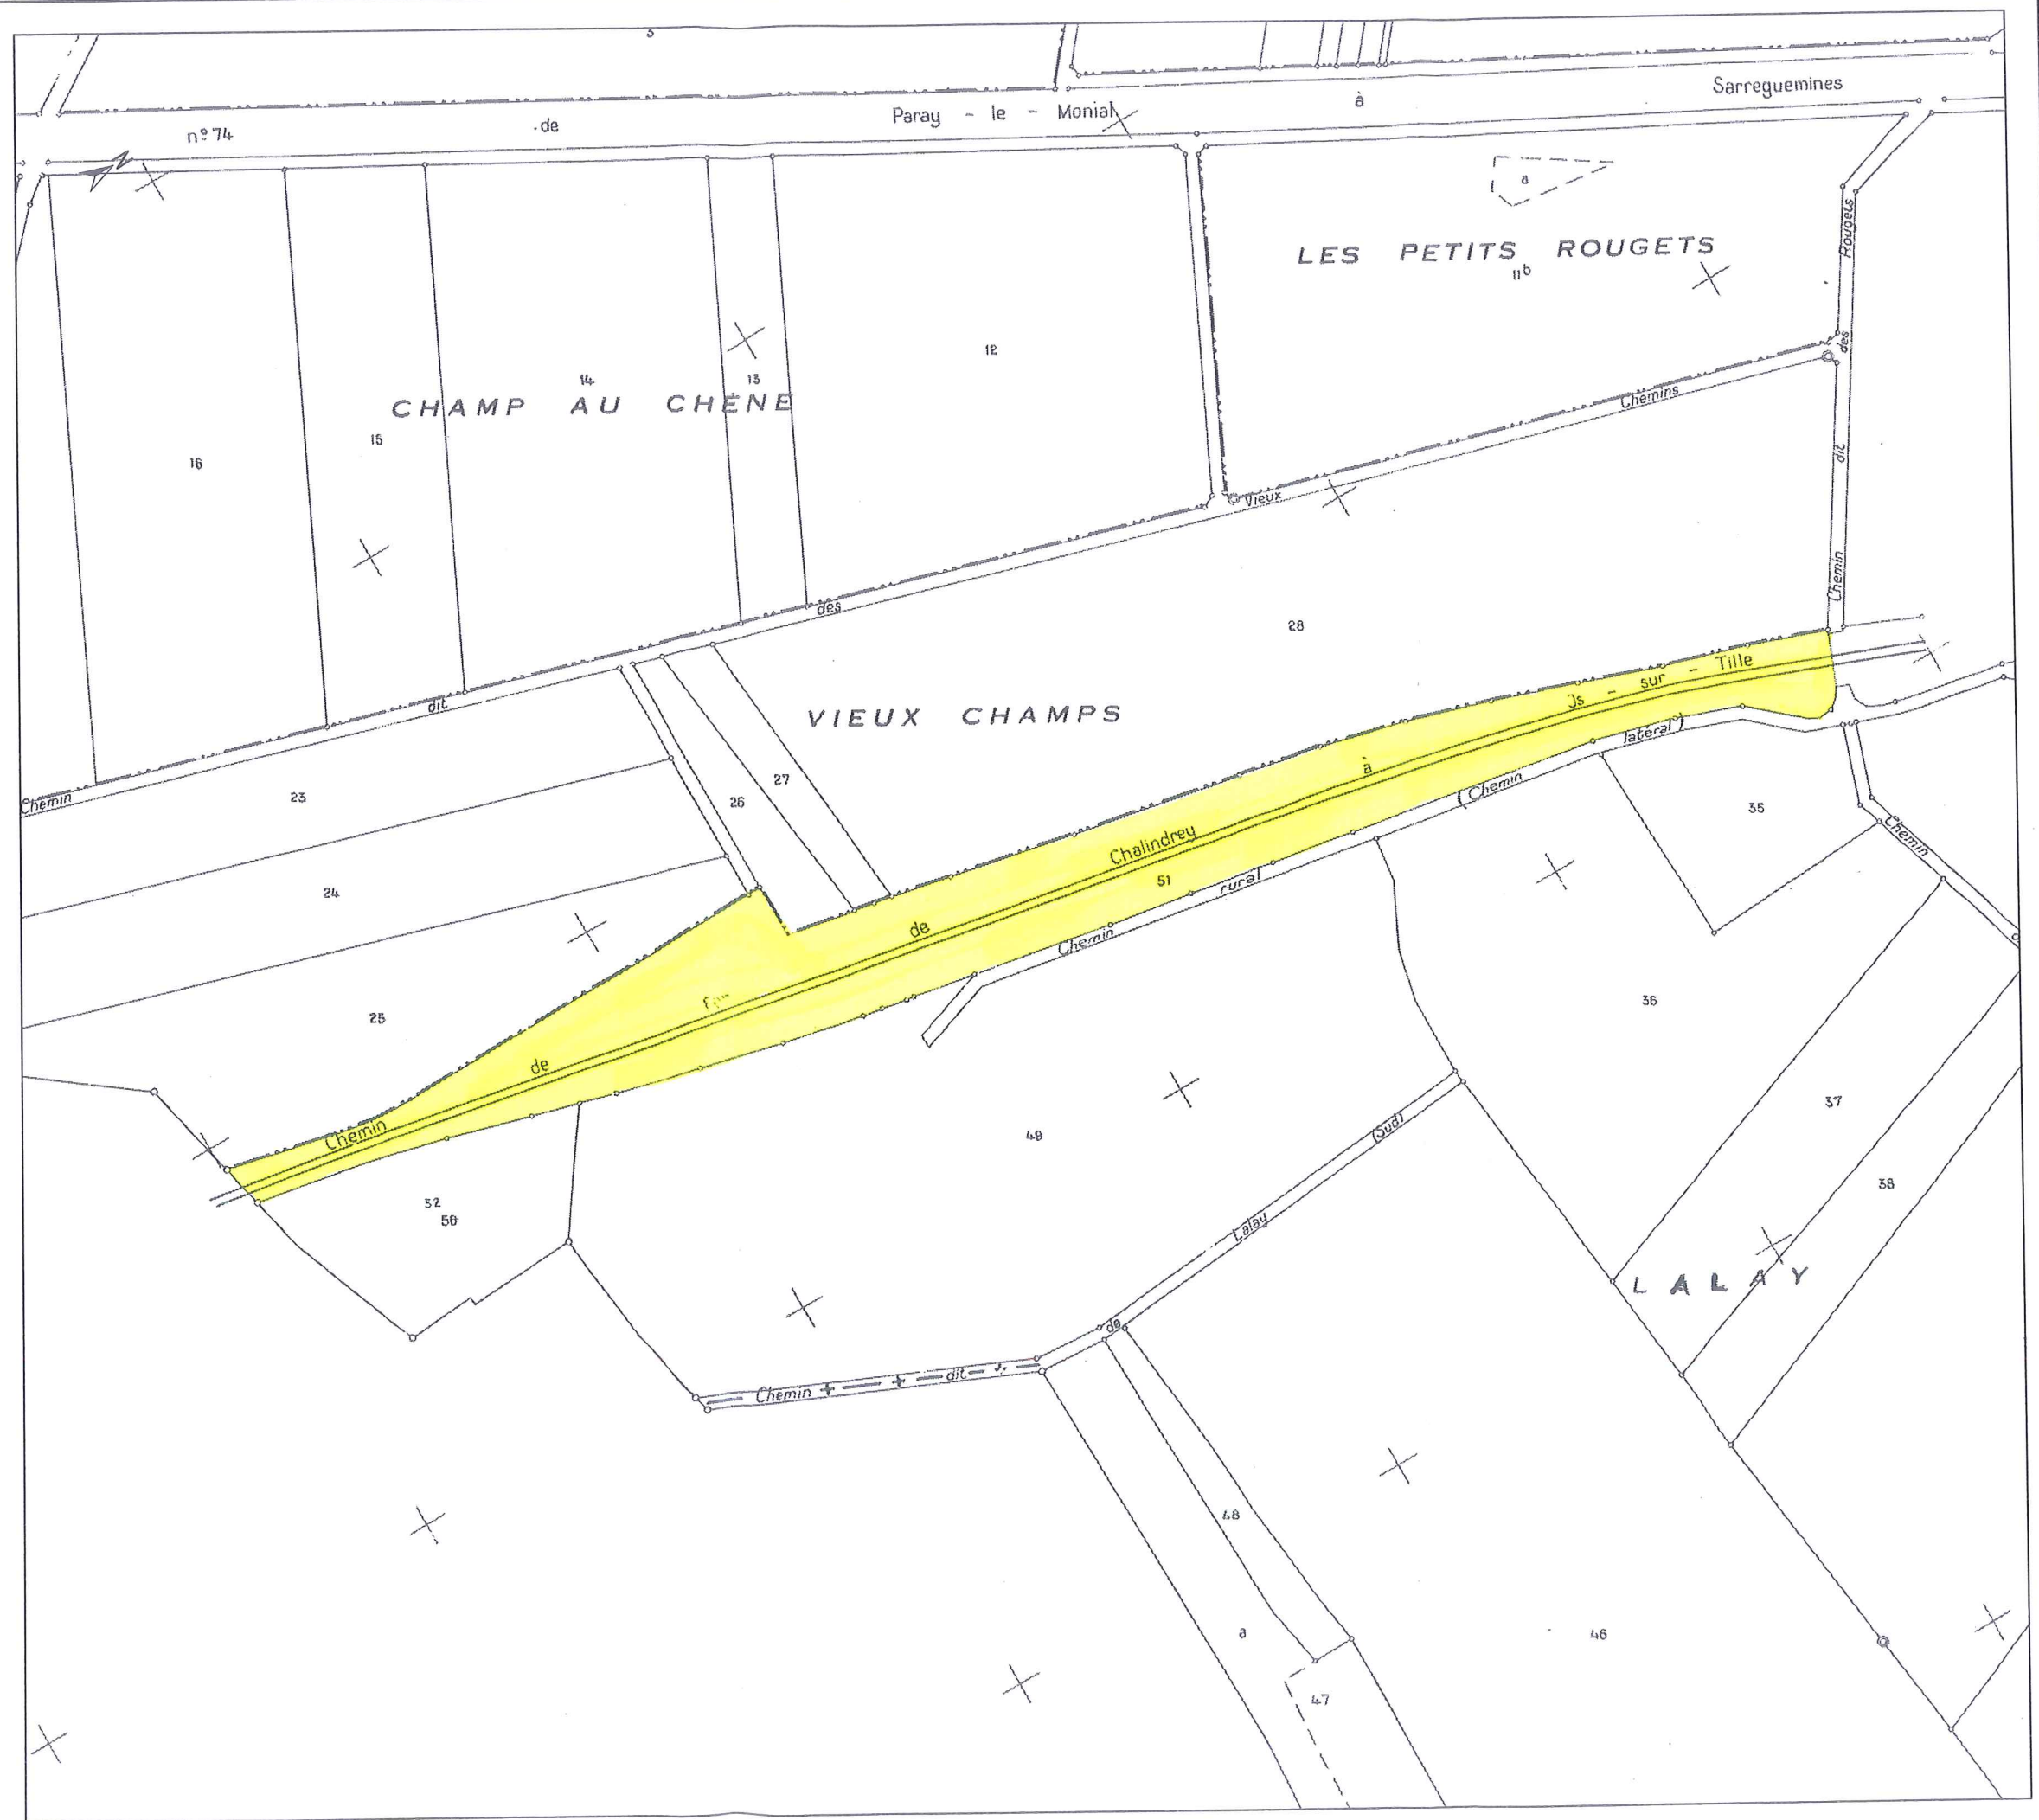 3
nº 74 de Paray - le - Monial à Sarreguemines
a
LES PETITS ROUGETS
11b
Chemin dit des Rougets
12
13
14
CHAMP AU CHÊNE
15
16
Chemin dit des Vieux Chemins
28
VIEUX CHAMPS
27
26
23
24
25
Chemin de de Chalindrey à Js - sur - Tille
51
Chemin rural ( Chemin latéral )
35
Chemin
36
37
38
49
52
50
LALAY
Chemin dit de Lalay (Sud)
48
a
46
47